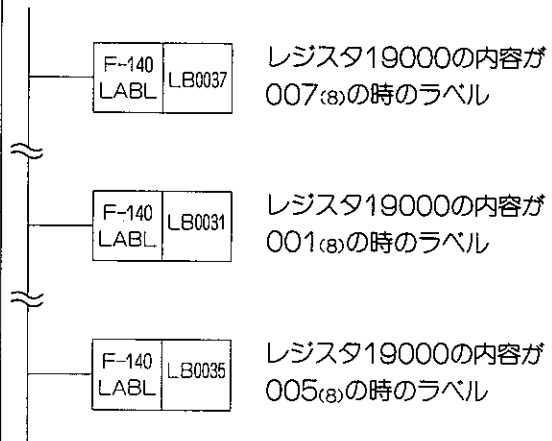 F-140
LABL
LB0037
レジスタ19000の内容が
007(8)の時のラベル
F-140
LABL
LB0031
レジスタ19000の内容が
001(8)の時のラベル
F-140
LABL
LB0035
レジスタ19000の内容が
005(8)の時のラベル